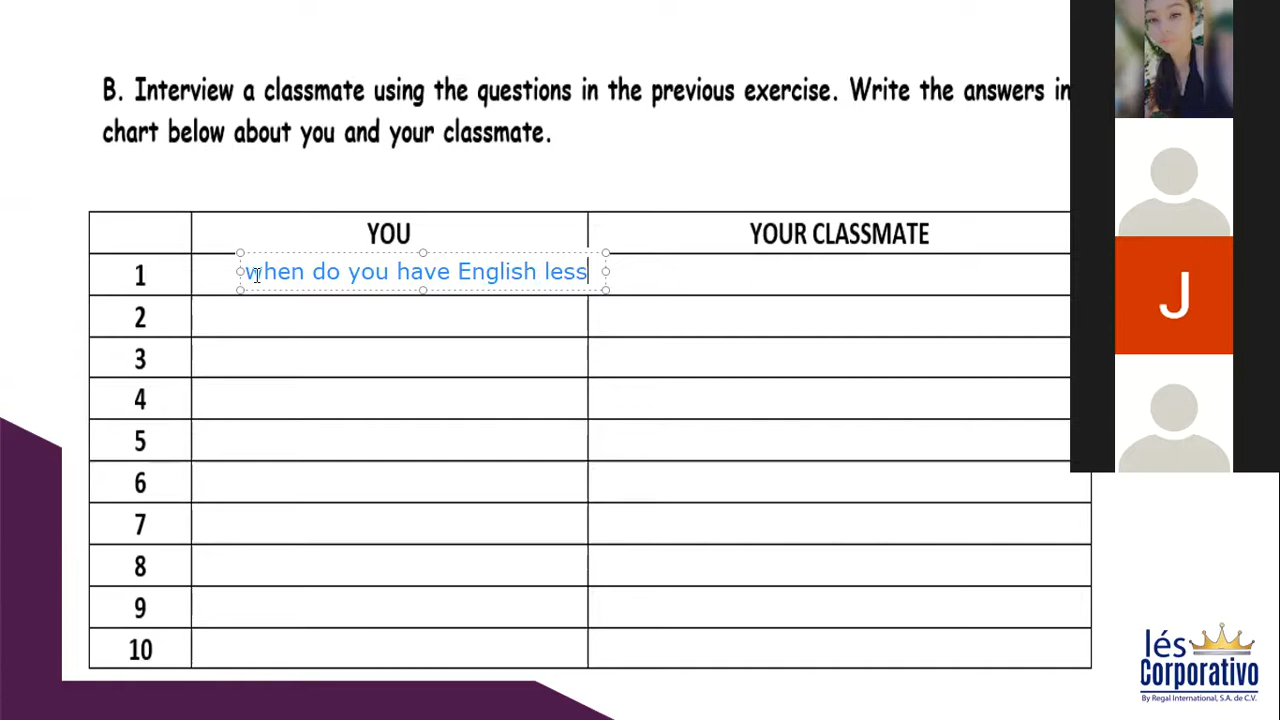 B. Interview a classmate using the questions in the previous exercise. Write the answers in
chart below about you and your classmate.
YOU
YOUR CLASSMATE
1
when do you have English less
2
3
4
5
6
7
8
9
10
J
Iés
Corporativo
By Regal International, S.A. de C.V.